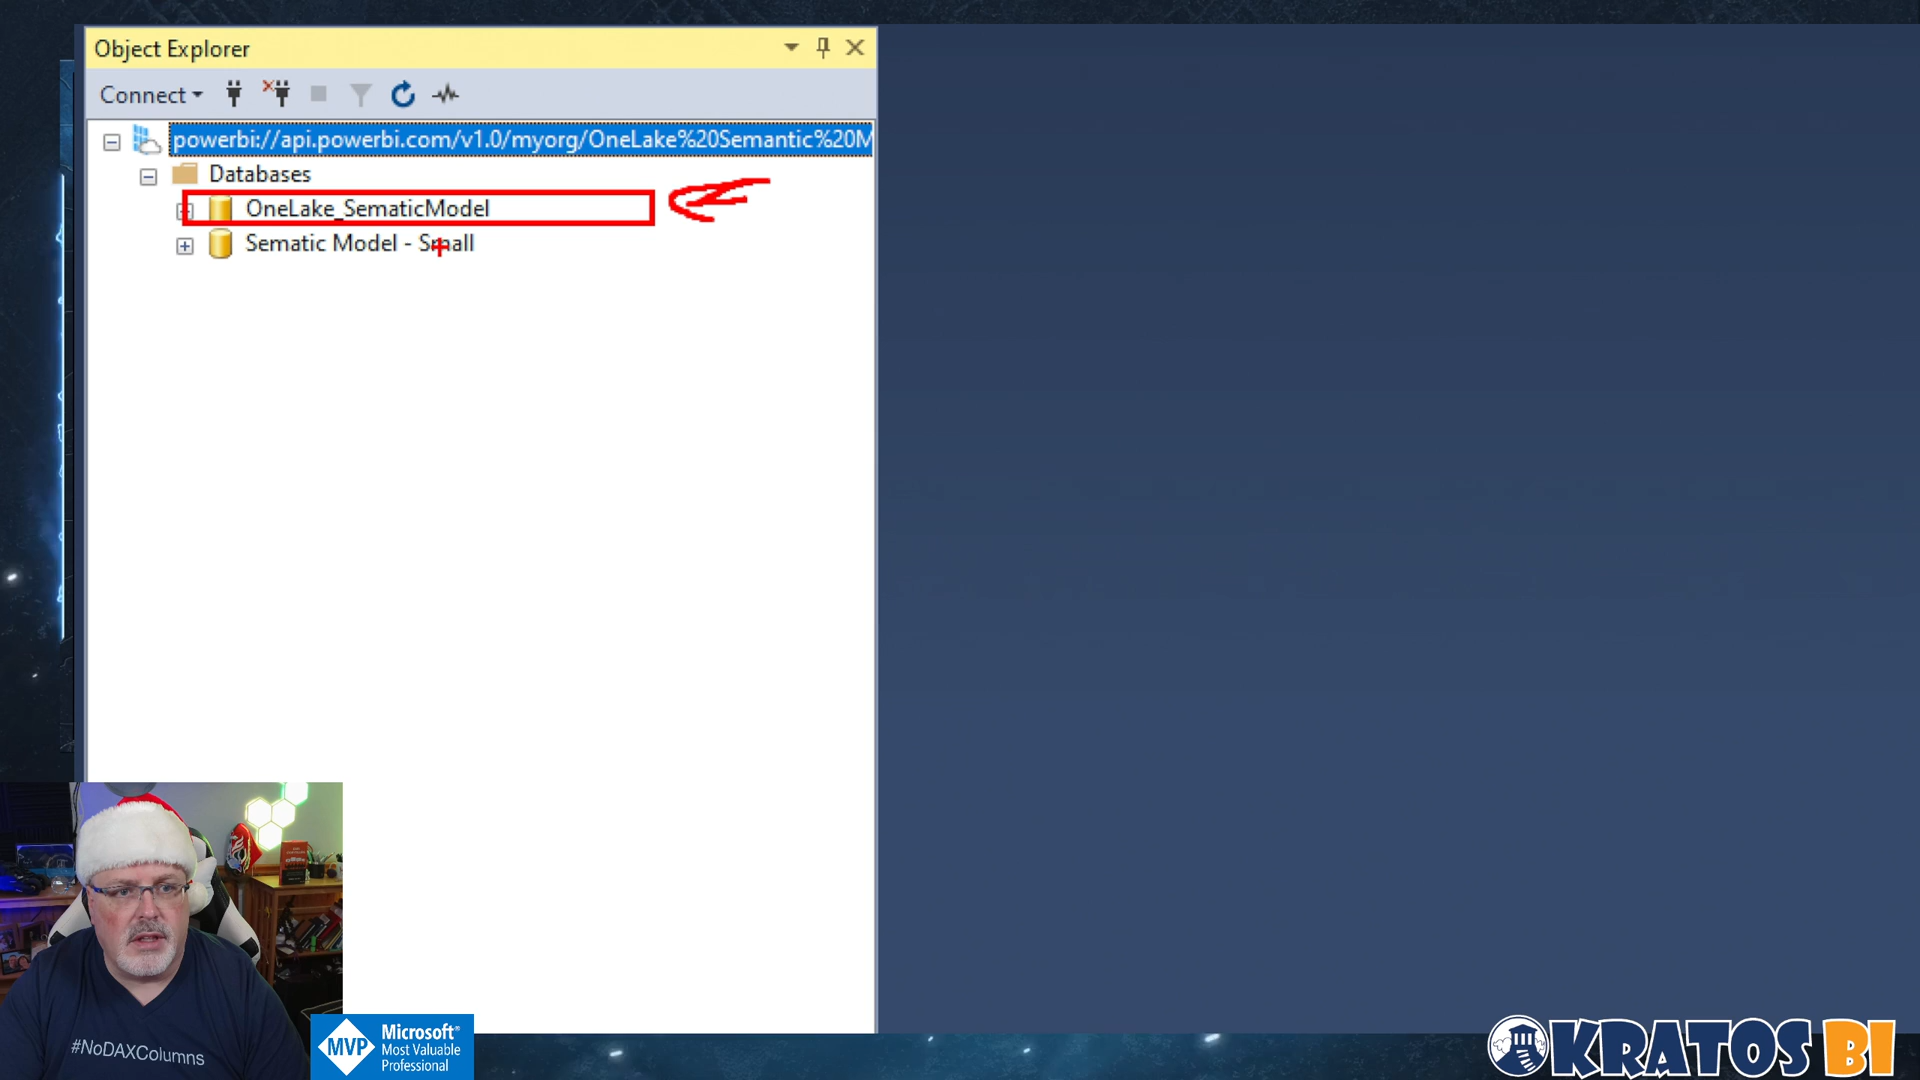 Object Explorer
Connect
powerbi://api.powerbi.com/v1.0/myorg/OneLake%20Semantic%20M
Databases
OneLake_SematicModel
Sematic Model - Small
#NoDAXColumns
MVP
Microsoft®
Most Valuable
Professional
KRATOS BI